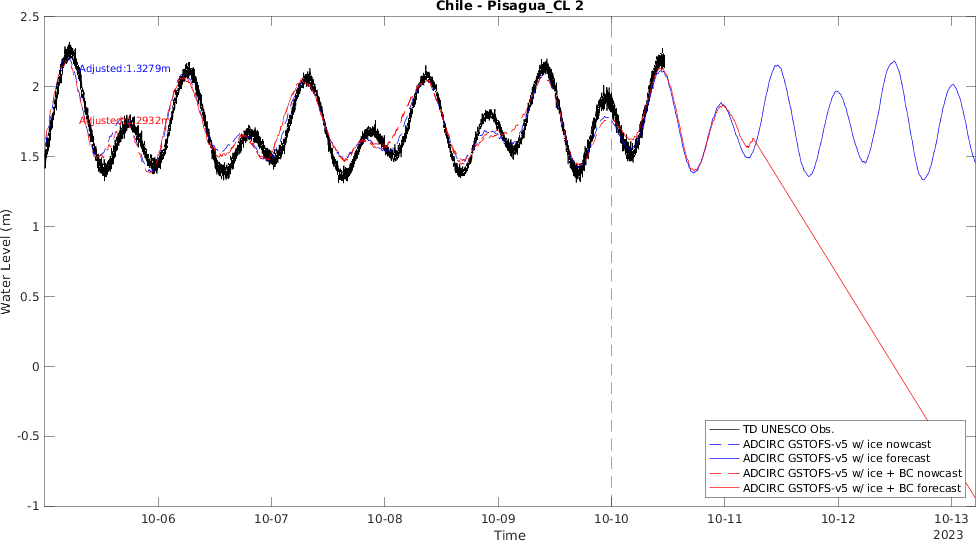 Chile - Pisagua_CL 2
Water Level (m)
2.5
2
1.5
1
0.5
0
-0.5
-1
Adjusted:1.3279m
TD UNESCO Obs.
ADCIRC GSTOFS-v5 w/ ice nowcast
ADCIRC GSTOFS-v5 w/ ice forecast
ADCIRC GSTOFS-v5 w/ ice + BC nowcast
ADCIRC GSTOFS-v5 w/ ice + BC forecast
10-06
10-07
10-08
10-09
10-10
10-11
10-12
10-13
2023
Time